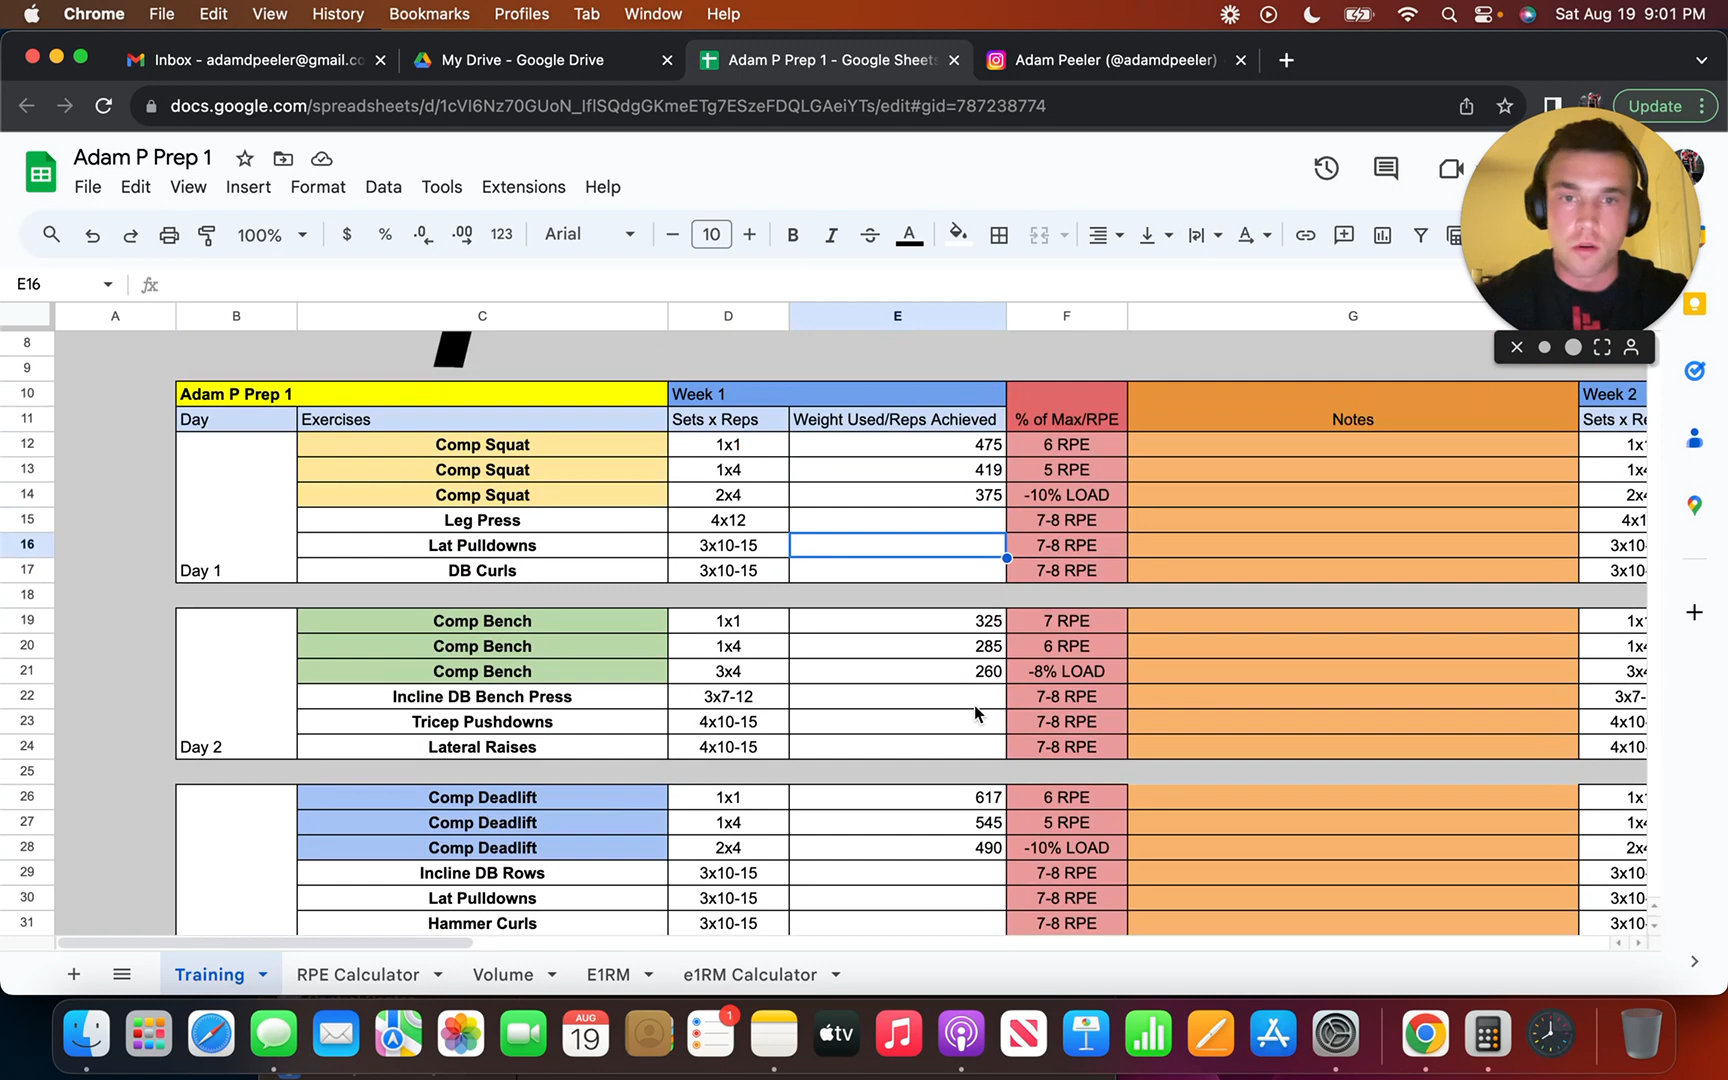 Chrome File Edit View History Bookmarks Profiles Tab Window Help Sat Aug 19 9:01 PM
Inbox - adamdpeeler@gmail.co My Drive - Google Drive Adam P Prep 1 - Google Sheets Adam Peeler (@adamdpeeler)
docs.google.com/spreadsheets/d/1cVI6Nz70GUoN_IfISQdgGKmeETg7ESzeFDQLGAeiYTs/edit#gid=787238774 Update
Adam P Prep 1
File Edit View Insert Format Data Tools Extensions Help
100% $ % .0 .00 123 Arial 10 B I A
E16 fx
A B C D E F G
8
9
10 Adam P Prep 1 Week 1 Week 2
11 Day Exercises Sets x Reps Weight Used/Reps Achieved % of Max/RPE Notes Sets x Re
12 Comp Squat 1x1 475 6 RPE 1x1
13 Comp Squat 1x4 419 5 RPE 1x4
14 Comp Squat 2x4 375 -10% LOAD 2x4
15 Leg Press 4x12 7-8 RPE 4x1
16 Lat Pulldowns 3x10-15 7-8 RPE 3x10-
17 Day 1 DB Curls 3x10-15 7-8 RPE 3x10-
18
19 Comp Bench 1x1 325 7 RPE 1x1
20 Comp Bench 1x4 285 6 RPE 1x4
21 Comp Bench 3x4 260 -8% LOAD 3x4
22 Incline DB Bench Press 3x7-12 7-8 RPE 3x7-
23 Tricep Pushdowns 4x10-15 7-8 RPE 4x10-
24 Day 2 Lateral Raises 4x10-15 7-8 RPE 4x10-
25
26 Comp Deadlift 1x1 617 6 RPE 1x1
27 Comp Deadlift 1x4 545 5 RPE 1x4
28 Comp Deadlift 2x4 490 -10% LOAD 2x4
29 Incline DB Rows 3x10-15 7-8 RPE 3x10-
30 Lat Pulldowns 3x10-15 7-8 RPE 3x10-
31 Hammer Curls 3x10-15 7-8 RPE 3x10-
Training RPE Calculator Volume E1RM e1RM Calculator
AUG
19
1
tv